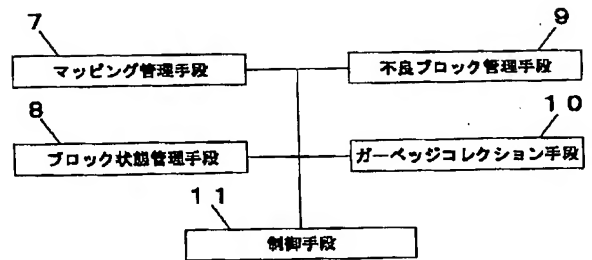 7
マッピング管理手段
9
不良ブロック管理手段
8
ブロック状態管理手段
10
ガーベッジコレクション手段
11
制御手段